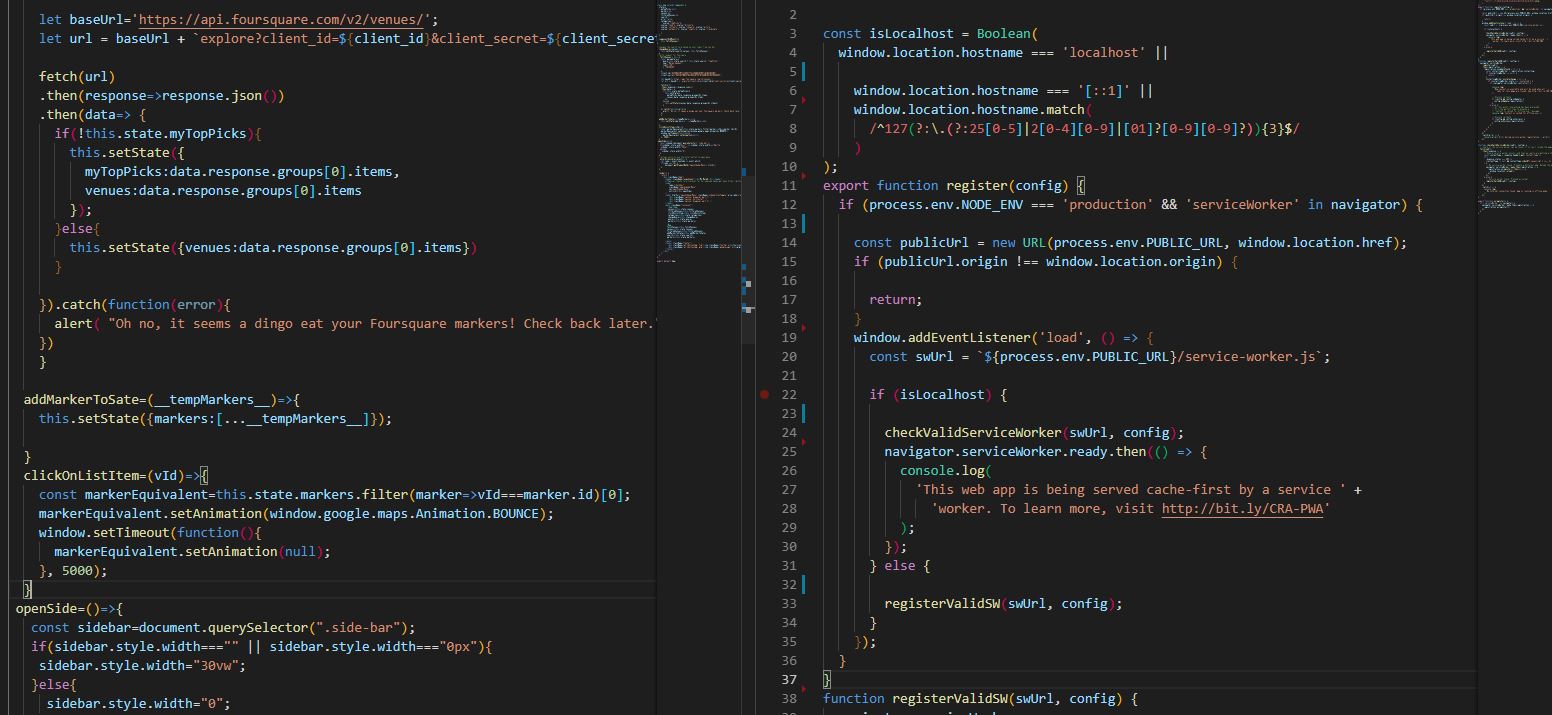 let baseUrl='https://api.foursquare.com/v2/venues/';
let url = baseUrl + `explore?client_id=${client_id}&client_secret=${client_secre
fetch(url)
.then(response=>response.json())
.then(data=> {
if(!this.state.myTopPicks){
this.setState({
myTopPicks:data.response.groups[0].items,
venues:data.response.groups[0].items
});
}else{
this.setState({venues:data.response.groups[0].items})
}
}).catch(function(error){
alert( "Oh no, it seems a dingo eat your Foursquare markers! Check back later.
})
}
addMarkerToSate=(__tempMarkers__)=>{
this.setState({markers:[...__tempMarkers__]});
}
clickOnListItem=(vId)=>{
const markerEquivalent=this.state.markers.filter(marker=>vId===marker.id)[0];
markerEquivalent.setAnimation(window.google.maps.Animation.BOUNCE);
window.setTimeout(function(){
markerEquivalent.setAnimation(null);
}, 5000);
}
openSide=()=>{
const sidebar=document.querySelector(".side-bar");
if(sidebar.style.width==="" || sidebar.style.width==="0px"){
sidebar.style.width="30vw";
}else{
sidebar.style.width="0";
2
3 const isLocalhost = Boolean(
4 window.location.hostname === 'localhost' ||
5
6 window.location.hostname === '[::1]' ||
7 window.location.hostname.match(
8 /^127(?:\.(?:25[0-5]|2[0-4][0-9]|[01]?[0-9][0-9]?)){3}$/
9 )
10 );
11 export function register(config) {
12 if (process.env.NODE_ENV === 'production' && 'serviceWorker' in navigator) {
13
14 const publicUrl = new URL(process.env.PUBLIC_URL, window.location.href);
15 if (publicUrl.origin !== window.location.origin) {
16
17 return;
18 }
19 window.addEventListener('load', () => {
20 const swUrl = `${process.env.PUBLIC_URL}/service-worker.js`;
21
22 if (isLocalhost) {
23
24 checkValidServiceWorker(swUrl, config);
25 navigator.serviceWorker.ready.then(() => {
26 console.log(
27 'This web app is being served cache-first by a service ' +
28 'worker. To learn more, visit http://bit.ly/CRA-PWA'
29 );
30 });
31 } else {
32
33 registerValidSW(swUrl, config);
34 }
35 });
36 }
37 }
38 function registerValidSW(swUrl, config) {